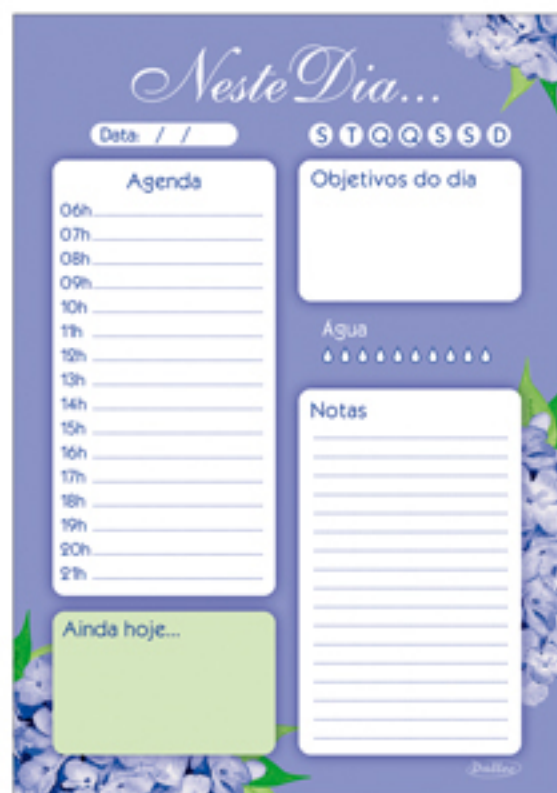 Neste Dia...
Data: / /
S T Q Q S S D
Agenda
06h
07h
08h
09h
10h
11h
12h
13h
14h
15h
16h
17h
18h
19h
20h
21h
Ainda hoje...
Objetivos do dia
Água
Notas